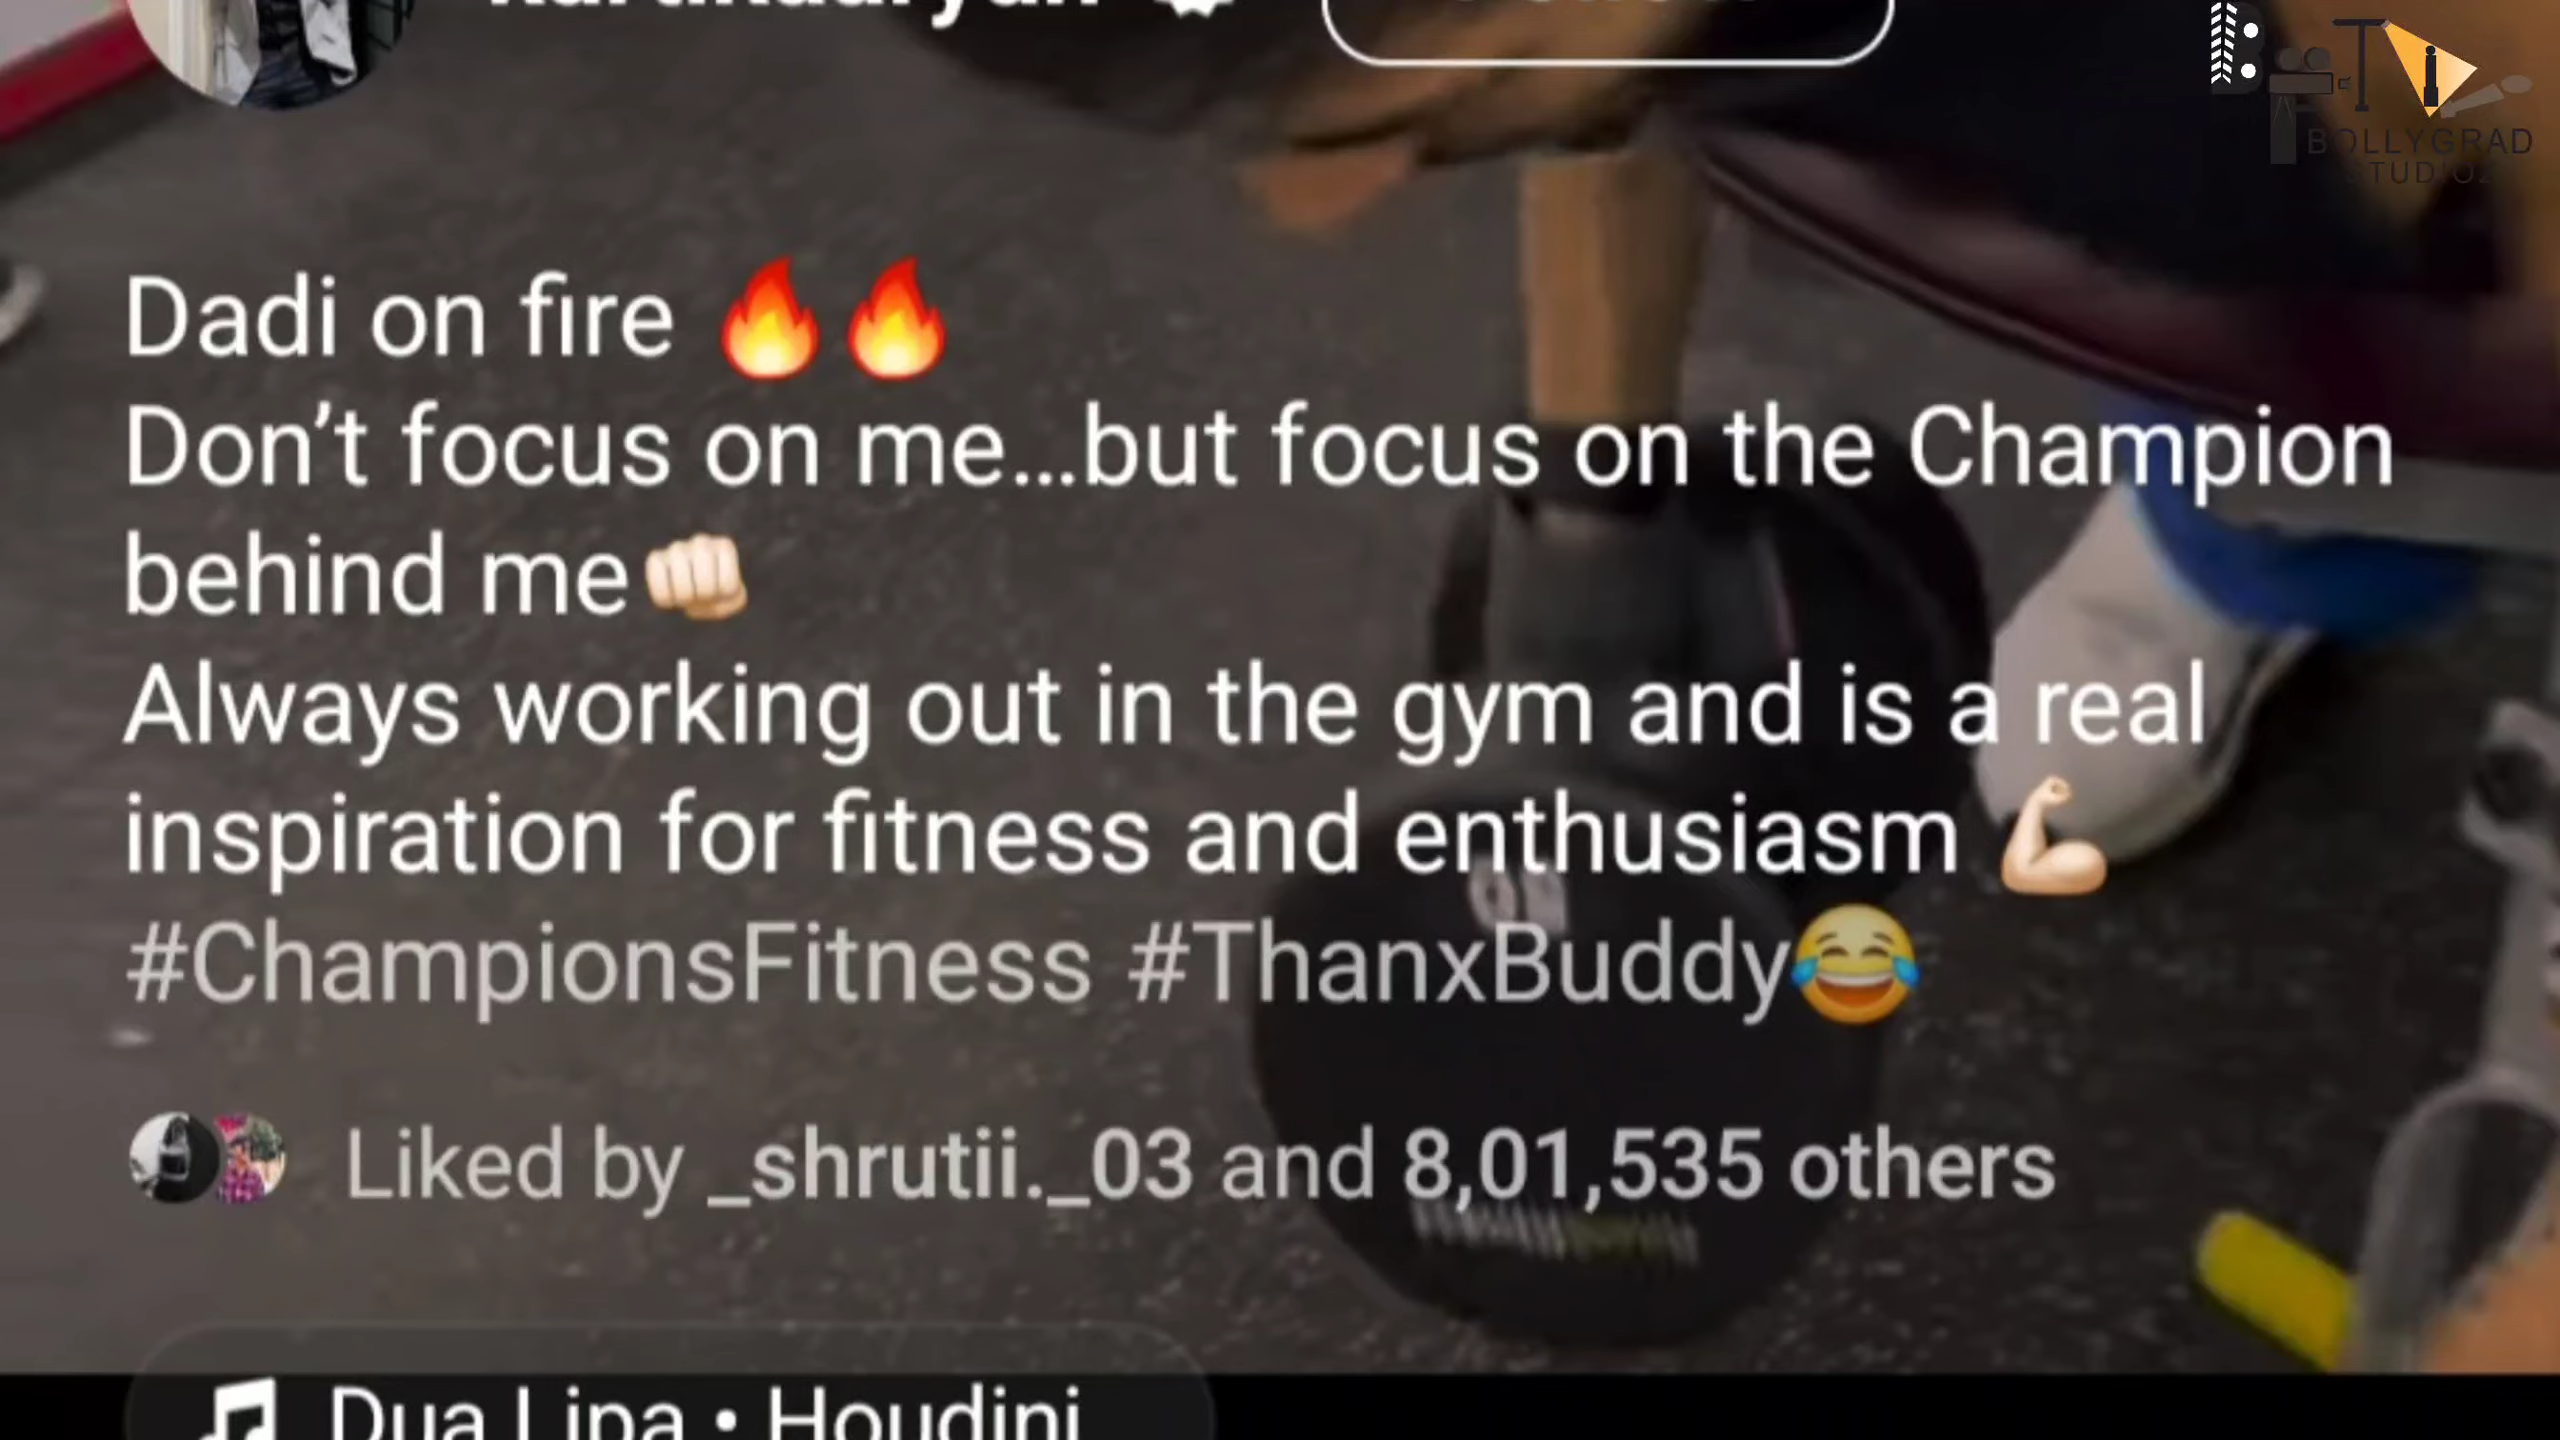 kartikaaryan
BOLLYGRAD
STUDIOZ
Dadi on fire 🔥🔥
Don’t focus on me...but focus on the Champion
behind me👊🏻
Always working out in the gym and is a real
inspiration for fitness and enthusiasm 💪🏻
#ChampionsFitness #ThanxBuddy😂
Liked by _shrutii._03 and 8,01,535 others
Dua Lipa • Houdini